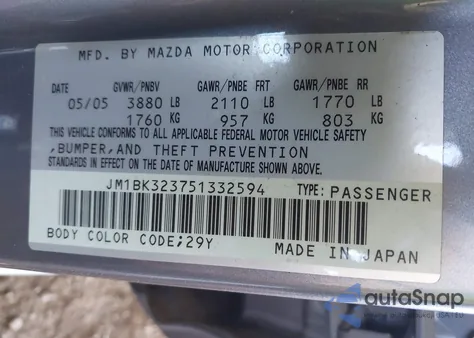 MFD. BY MAZDA MOTOR CORPORATION
DATE GVWR/PNBV GAWR/PNBE FRT GAWR/PNBE RR
05/05 3880 LB 2110 LB 1770 LB
1760 KG 957 KG 803 KG
THIS VEHICLE CONFORMS TO ALL APPLICABLE FEDERAL MOTOR VEHICLE SAFETY
,BUMPER,AND THEFT PREVENTION
STANDARDS IN EFFECT ON THE DATE OF MANUFACTURE SHOWN ABOVE.
JM1BK323751332594 TYPE:PASSENGER
BODY COLOR CODE;29Y
MADE IN JAPAN
autoSnap